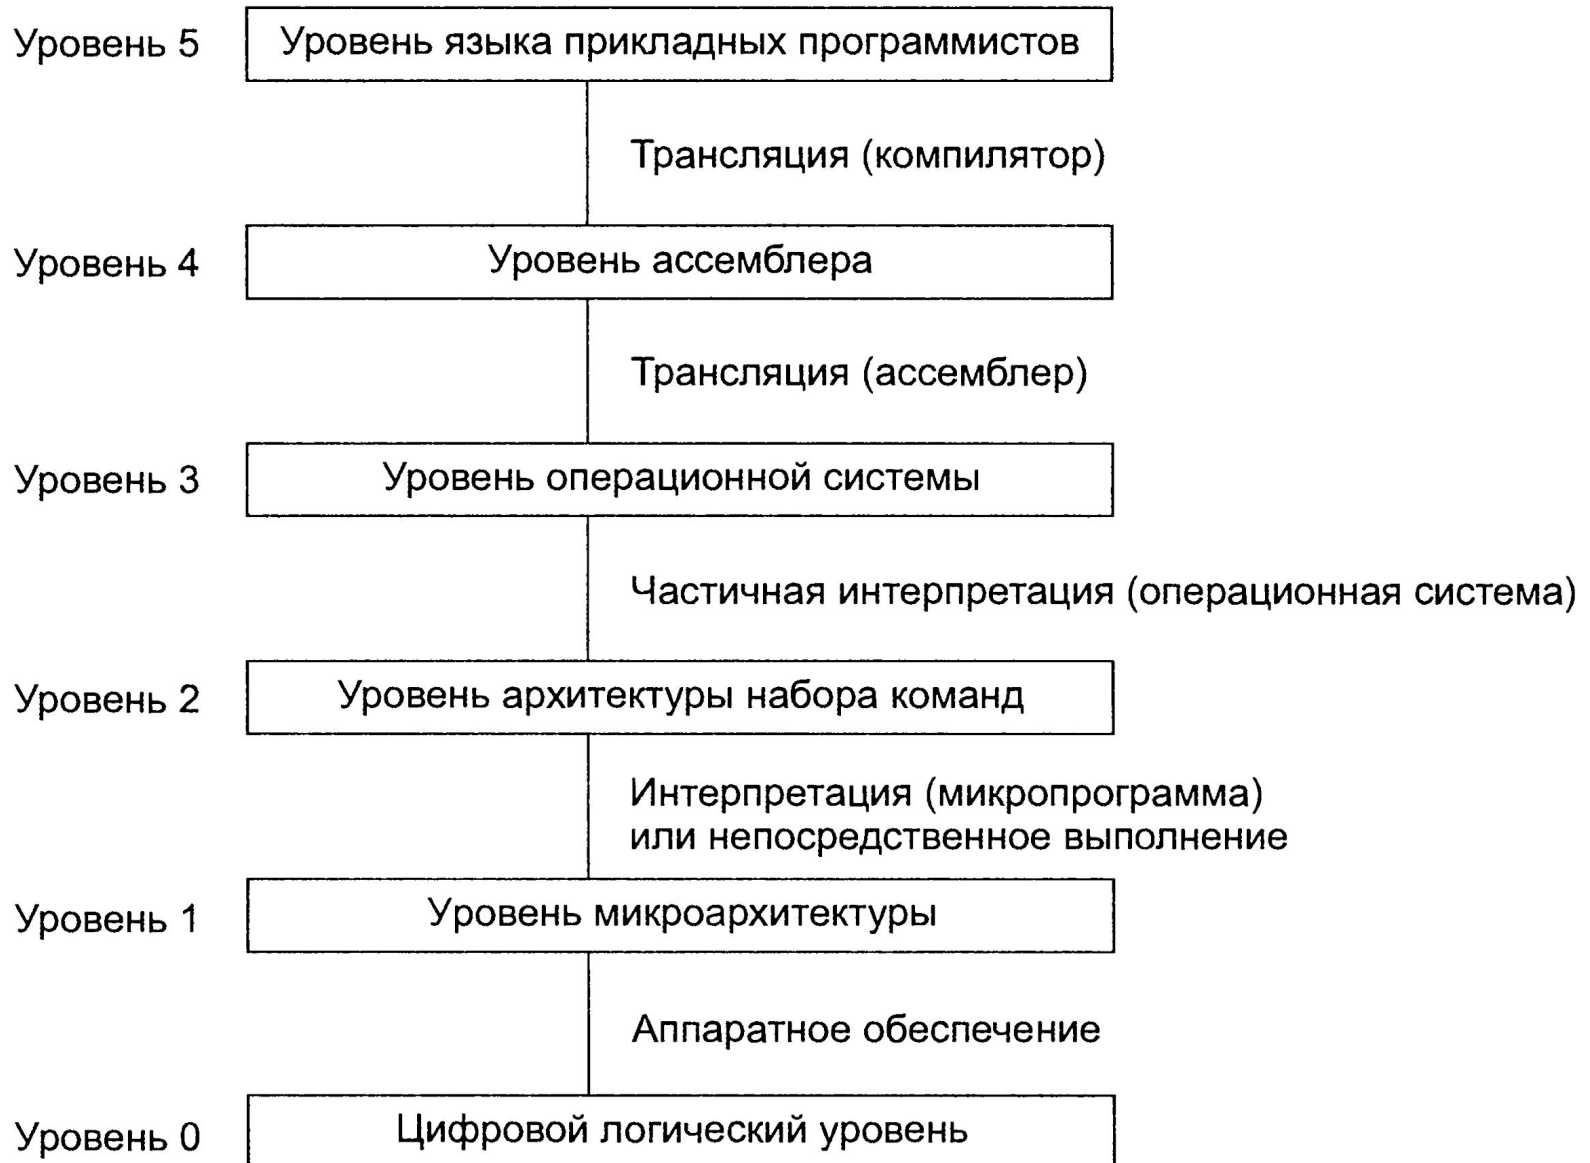 Уровень 5
Уровень языка прикладных программистов
Трансляция (компилятор)
Уровень 4
Уровень ассемблера
Трансляция (ассемблер)
Уровень 3
Уровень операционной системы
Частичная интерпретация (операционная система)
Уровень 2
Уровень архитектуры набора команд
Интерпретация (микропрограмма)
или непосредственное выполнение
Уровень 1
Уровень микроархитектуры
Аппаратное обеспечение
Уровень 0
Цифровой логический уровень